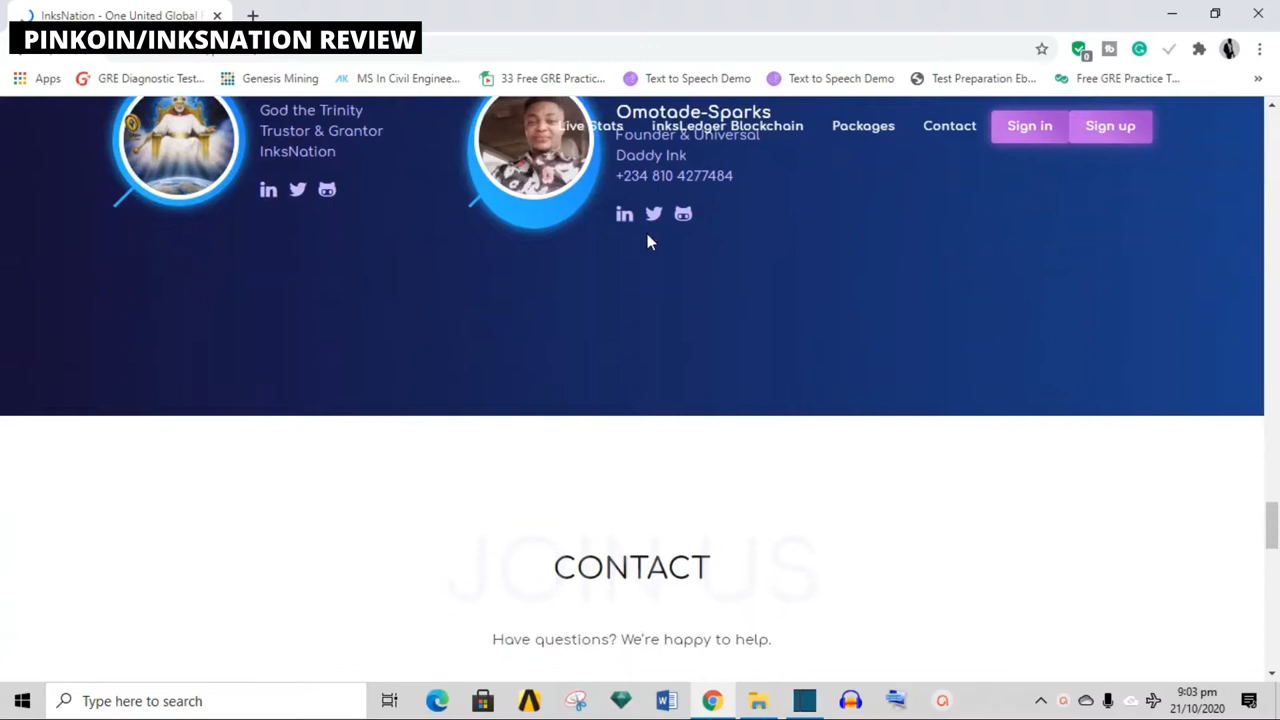 InksNation - One United Global
PINKOIN/INKSNATION REVIEW
Apps
GRE Diagnostic Test...
Genesis Mining
AK
MS In Civil Enginee...
33 Free GRE Practic...
Text to Speech Demo
Text to Speech Demo
Test Preparation Eb...
Free GRE Practice T...
God the Trinity
Trustor & Grantor
InksNation
Omotade-Sparks
Founder & Universal
Daddy Ink
+234 810 4277484
Live Stats
inksLedger Blockchain
Packages
Contact
Sign in
Sign up
JOIN US
CONTACT
Have questions? We're happy to help.
Type here to search
9:03 pm
21/10/2020